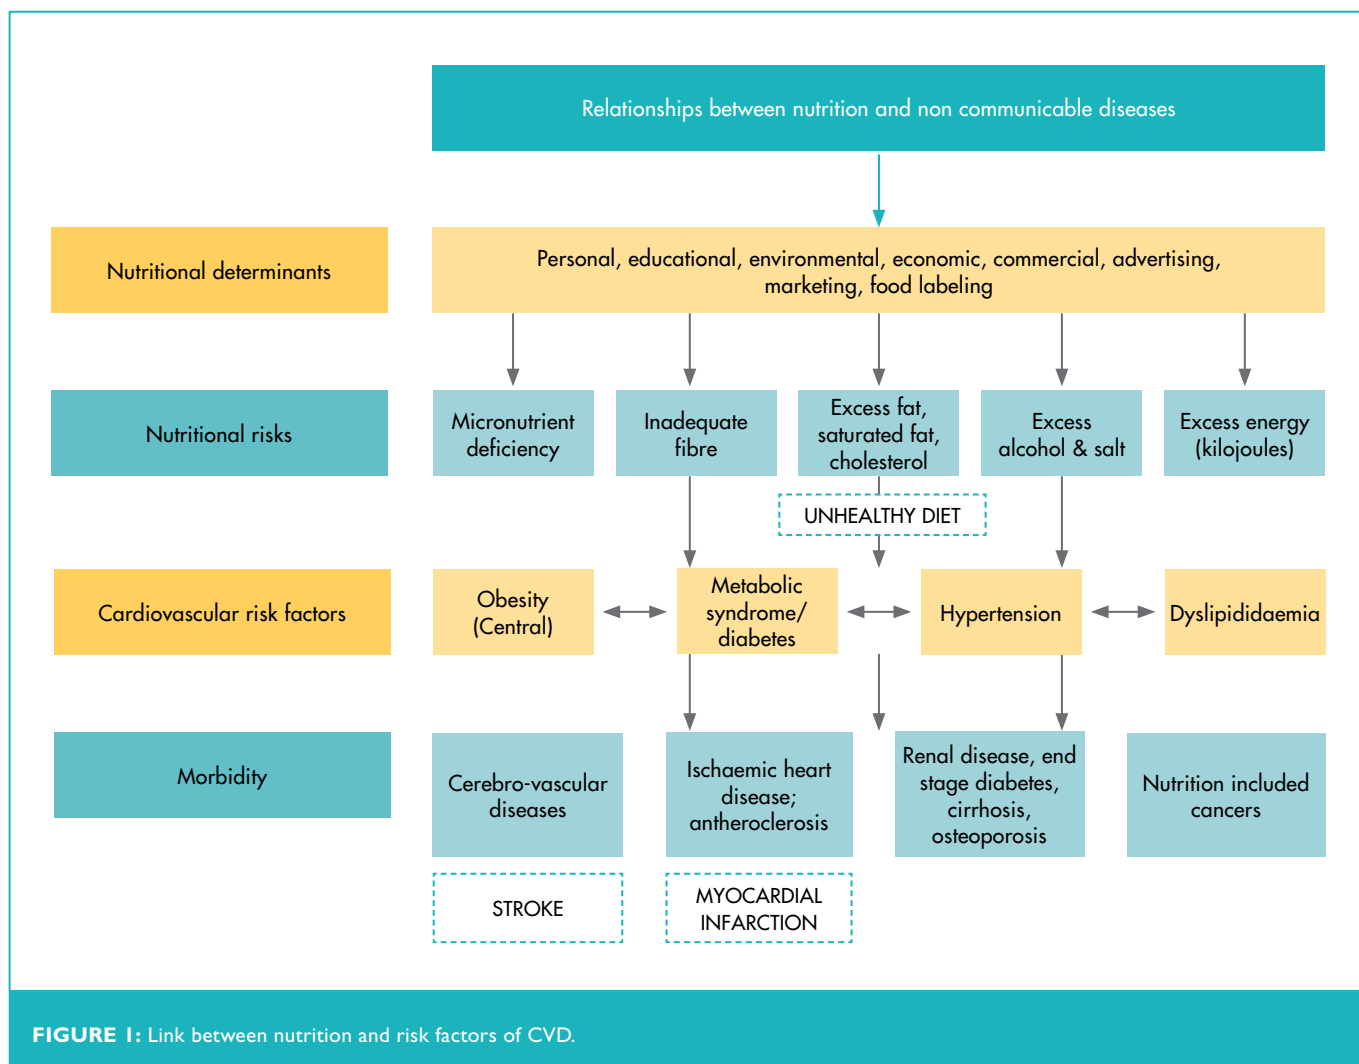 Relationships between nutrition and non communicable diseases
Nutritional determinants
Personal, educational, environmental, economic, commercial, advertising,
marketing, food labeling
Nutritional risks
Micronutrient
deficiency
Inadequate
fibre
Excess fat,
saturated fat,
cholesterol
Excess
alcohol & salt
Excess energy
(kilojoules)
UNHEALTHY DIET
Cardiovascular risk factors
Obesity
(Central)
Metabolic
syndrome/
diabetes
Hypertension
Dyslipididaemia
Morbidity
Cerebro-vascular
diseases
Ischaemic heart
disease;
antheroclerosis
Renal disease, end
stage diabetes,
cirrhosis,
osteoporosis
Nutrition included
cancers
STROKE
MYOCARDIAL
INFARCTION
FIGURE 1: Link between nutrition and risk factors of CVD.